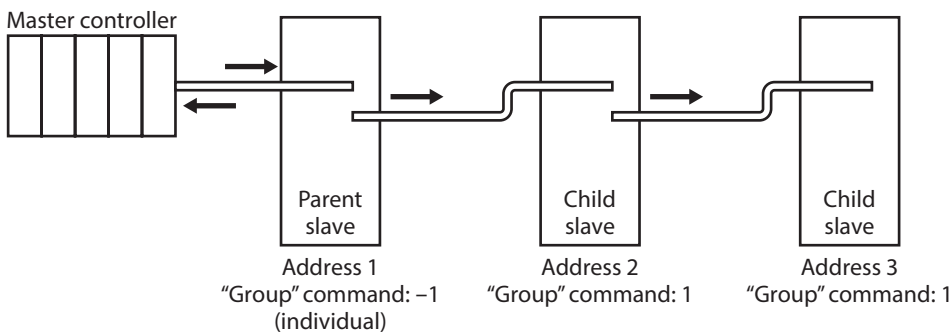 Master controller
Parent
slave
Child
slave
Child
slave
Address 1
“Group” command: –1
(individual)
Address 2
“Group” command: 1
Address 3
“Group” command: 1